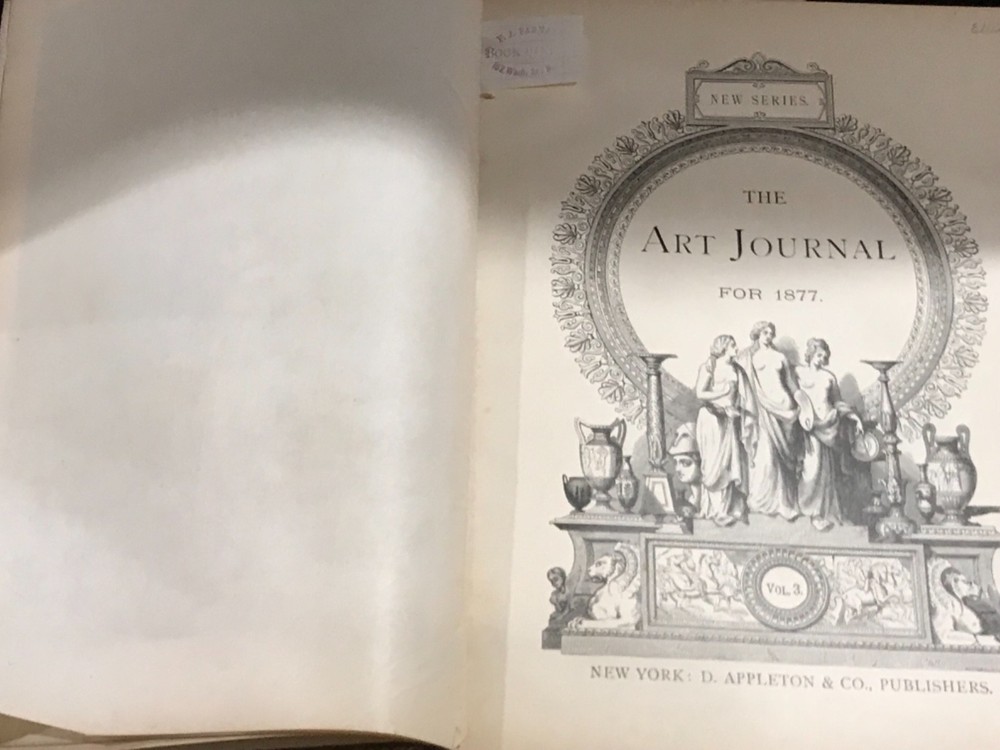 NEW SERIES.
THE
ART JOURNAL
FOR 1877.
VOL. 3.
NEW YORK: D. APPLETON & CO., PUBLISHERS.